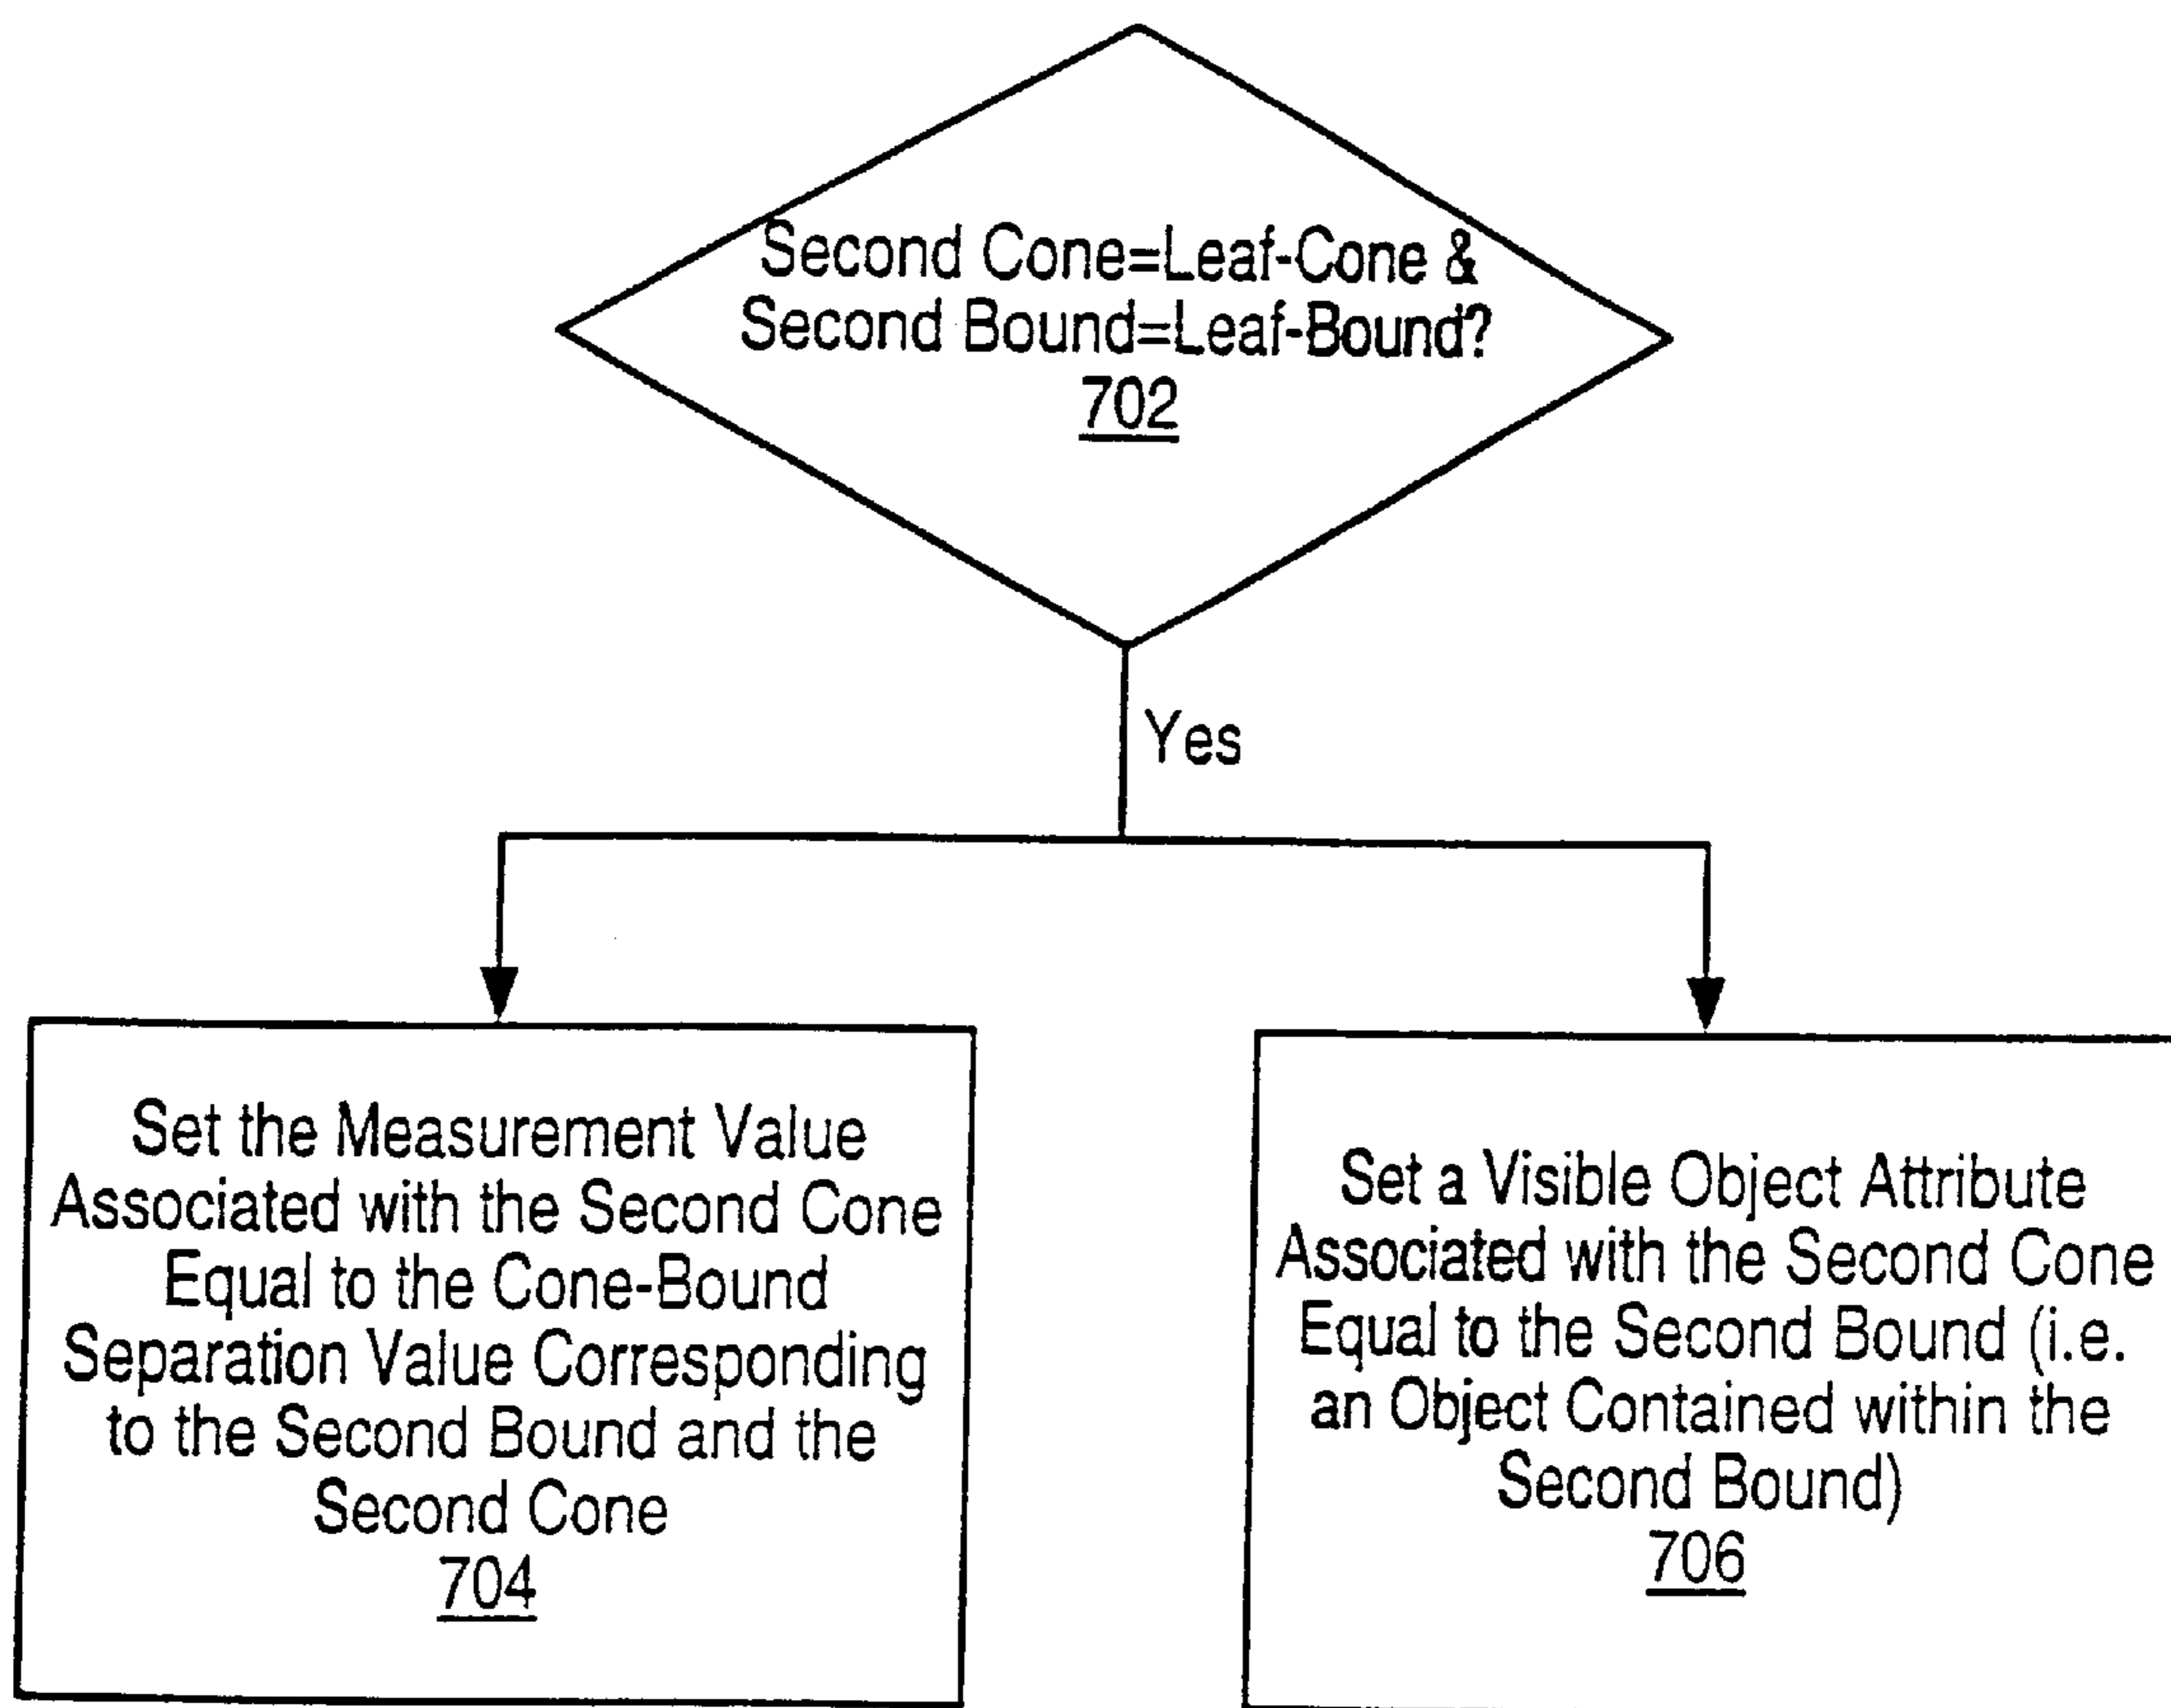 Second Cone=Leaf-Cone &
Second Bound=Leaf-Bound?
702
Yes
Set the Measurement Value
Associated with the Second Cone
Equal to the Cone-Bound
Separation Value Corresponding
to the Second Bound and the
Second Cone
704
Set a Visible Object Attribute
Associated with the Second Cone
Equal to the Second Bound (i.e.
an Object Contained within the
Second Bound)
706